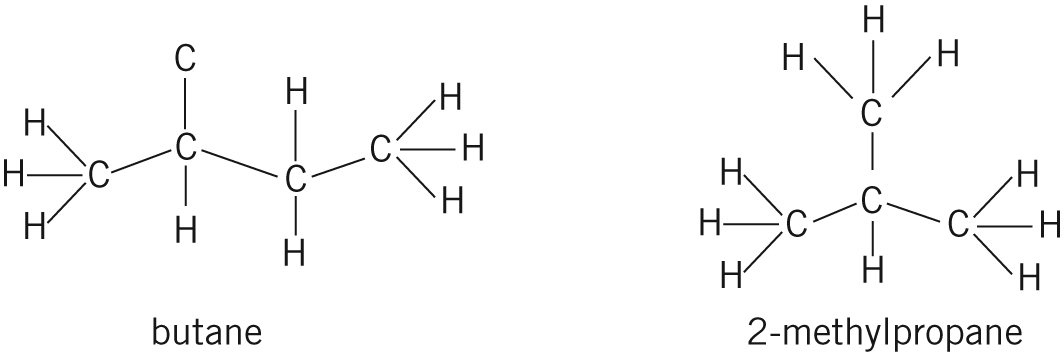 C
H H H
H C C C C H
H H H H
butane
H
H H
C
H C H
H C C H
H H H
2-methylpropane